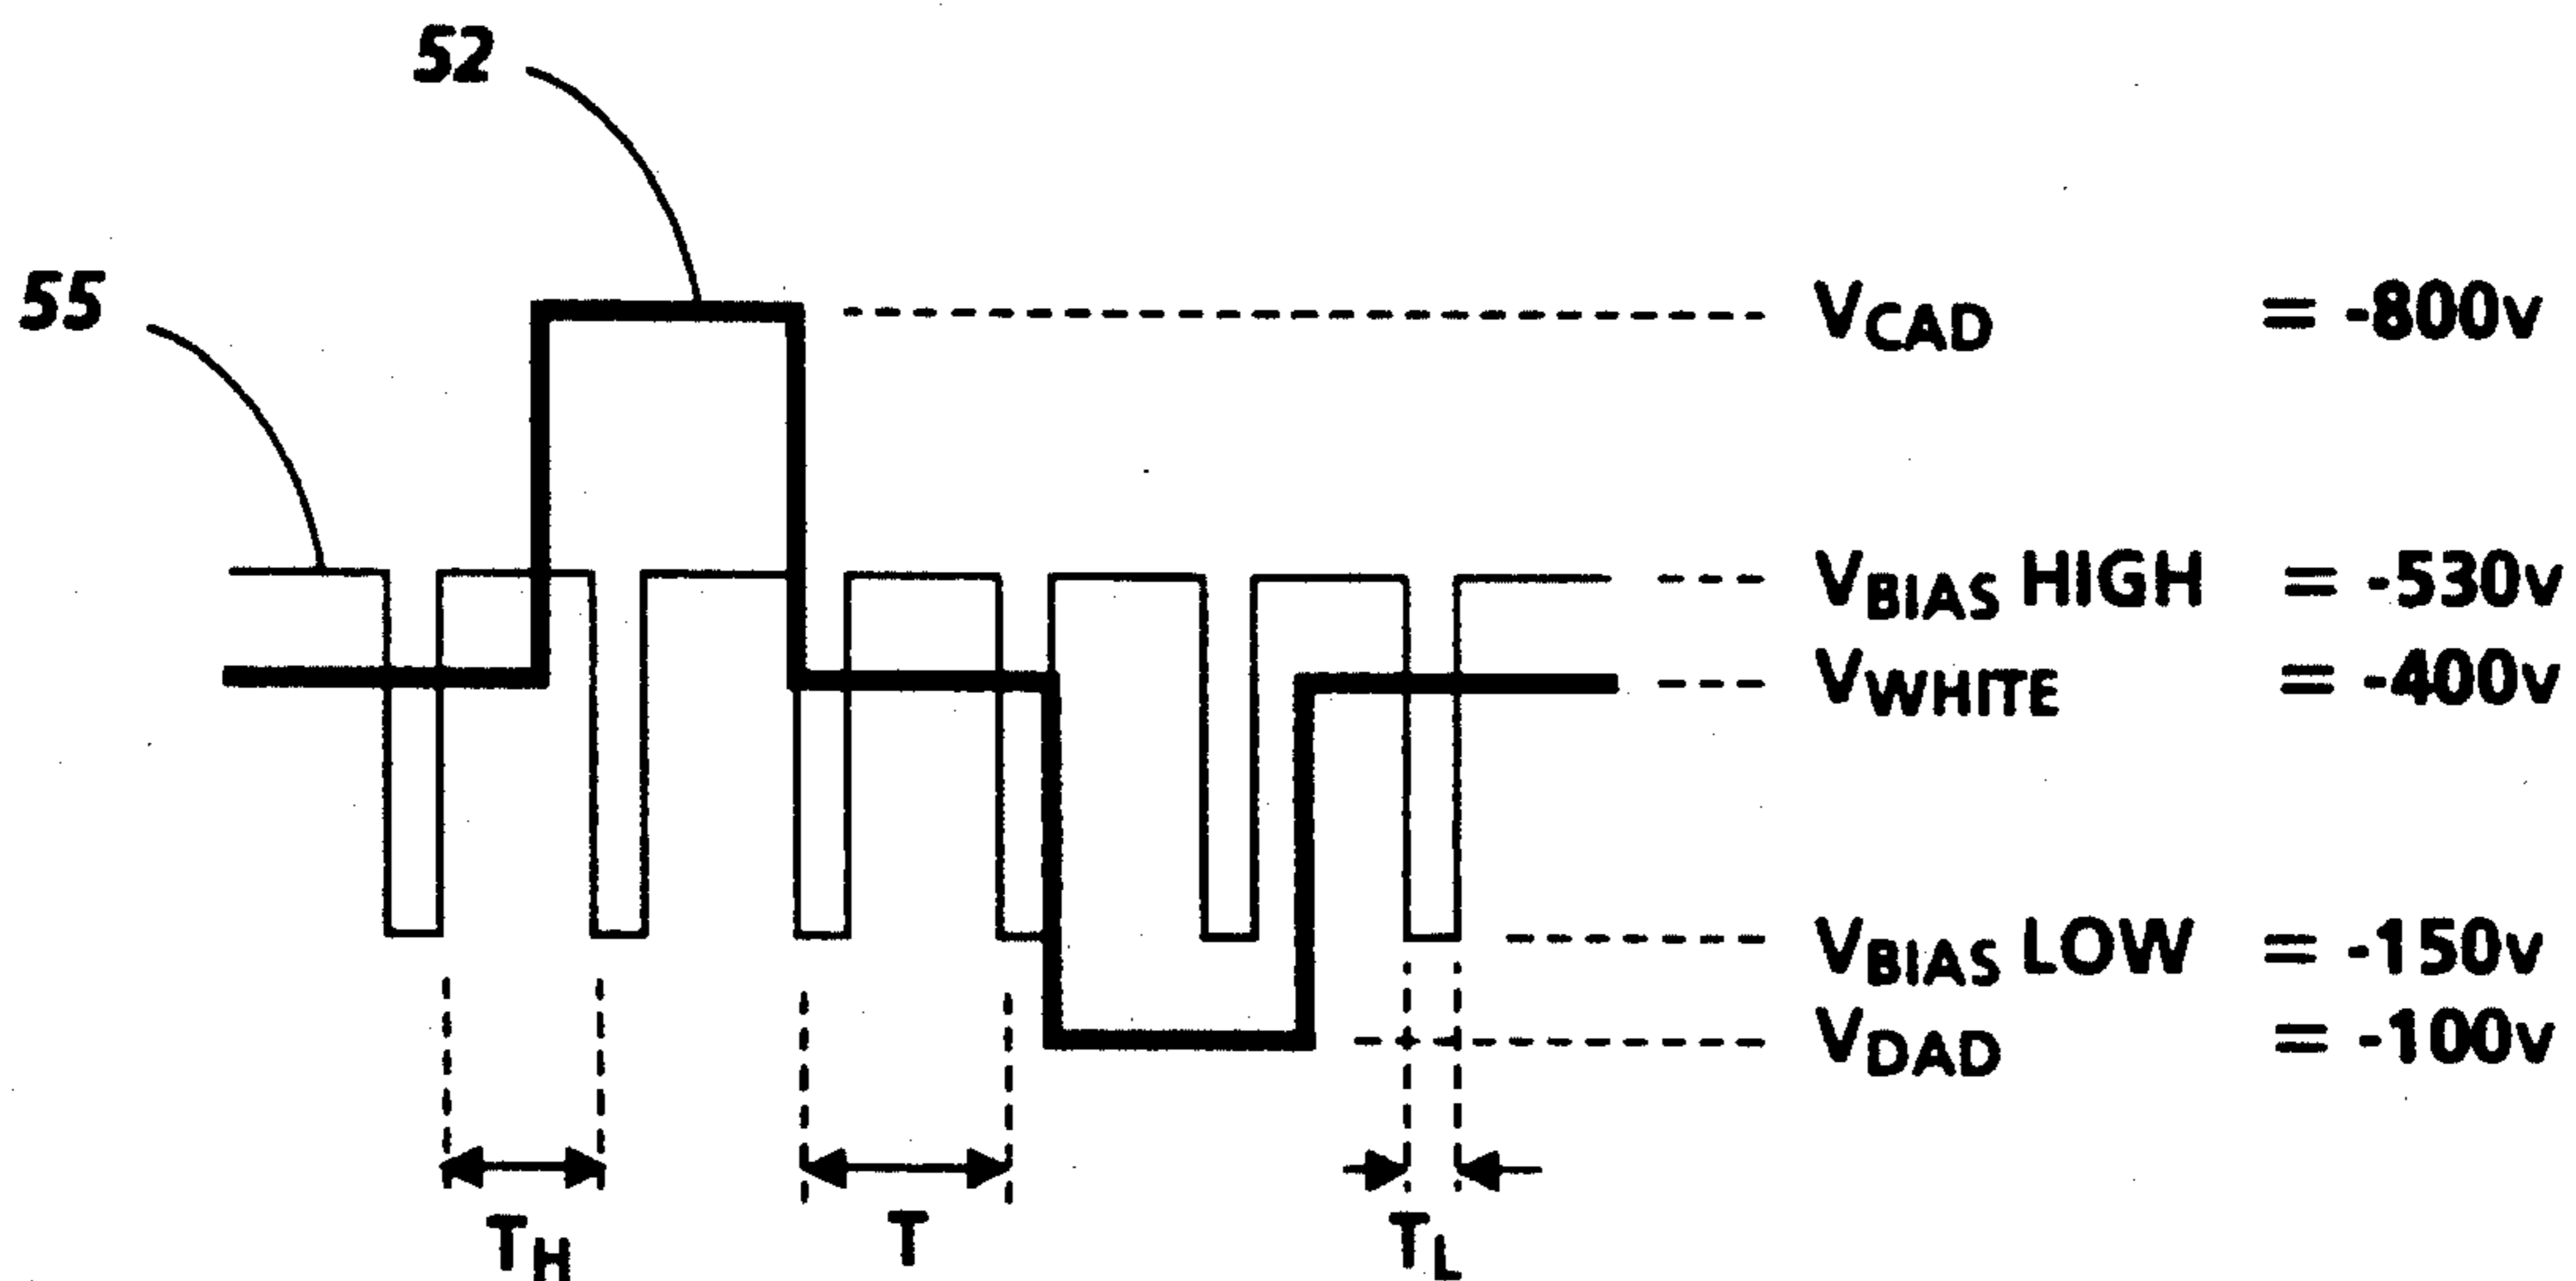 52
55
VCAD = -800v
VBIAS HIGH = -530v
VWHITE = -400v
VBIAS LOW = -150v
VDAD = -100v
TH T TL